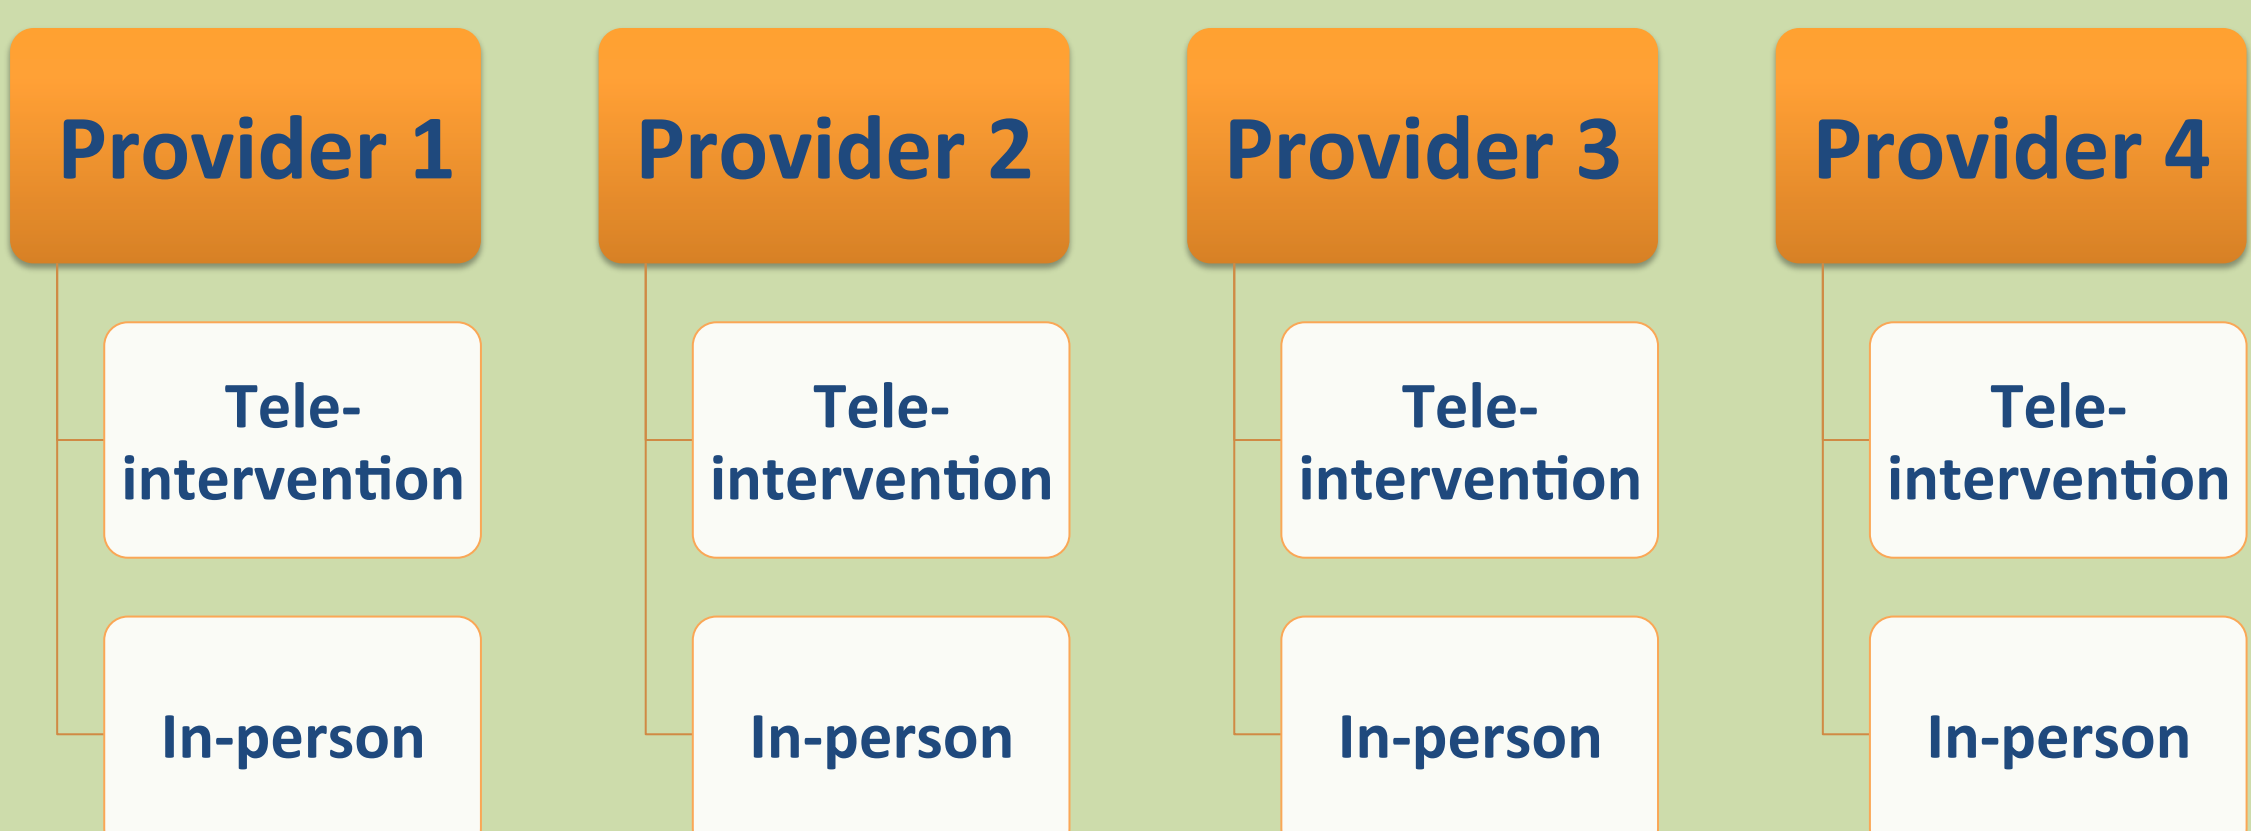 Provider 1
Tele-
intervention
In-person
Provider 2
Tele-
intervention
In-person
Provider 3
Tele-
intervention
In-person
Provider 4
Tele-
intervention
In-person